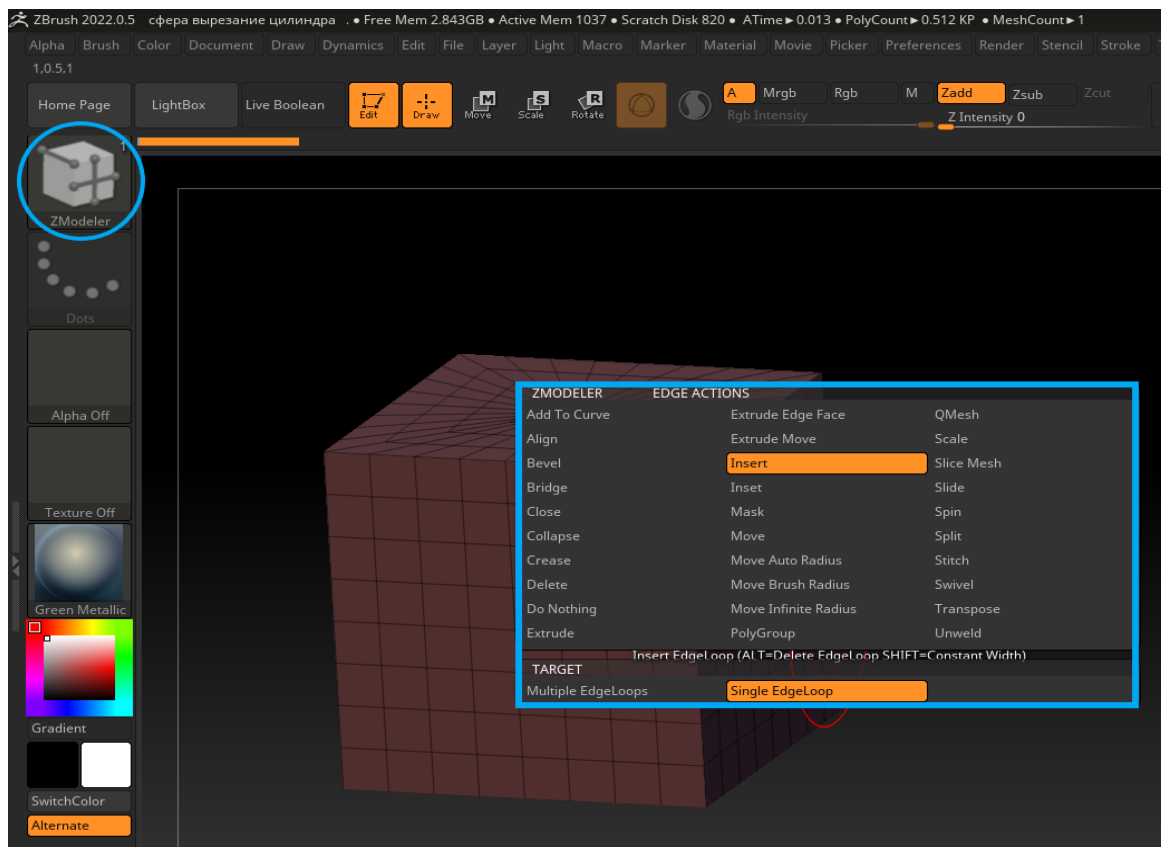 ZBrush 2022.0.5 сфера вырезание цилиндра . • Free Mem 2.843GB • Active Mem 1037 • Scratch Disk 820 • ATime►0.013 • PolyCount►0.512 KP • MeshCount►1
Alpha Brush Color Document Draw Dynamics Edit File Layer Light Macro Marker Material Movie Picker Preferences Render Stencil Stroke
1,0.5,1
Home Page LightBox Live Boolean Edit Draw Move Scale Rotate A Mrgb Rgb M Zadd Zsub Zcut
M S R
Rgb Intensity Z Intensity 0
1
ZModeler
Dots
Alpha Off
Texture Off
Green Metallic
Gradient
SwitchColor
Alternate
ZMODELER EDGE ACTIONS
Add To Curve Extrude Edge Face QMesh
Align Extrude Move Scale
Bevel Insert Slice Mesh
Bridge Inset Slide
Close Mask Spin
Collapse Move Split
Crease Move Auto Radius Stitch
Delete Move Brush Radius Swivel
Do Nothing Move Infinite Radius Transpose
Extrude PolyGroup Unweld
Insert EdgeLoop (ALT=Delete EdgeLoop SHIFT=Constant Width)
TARGET
Multiple EdgeLoops Single EdgeLoop